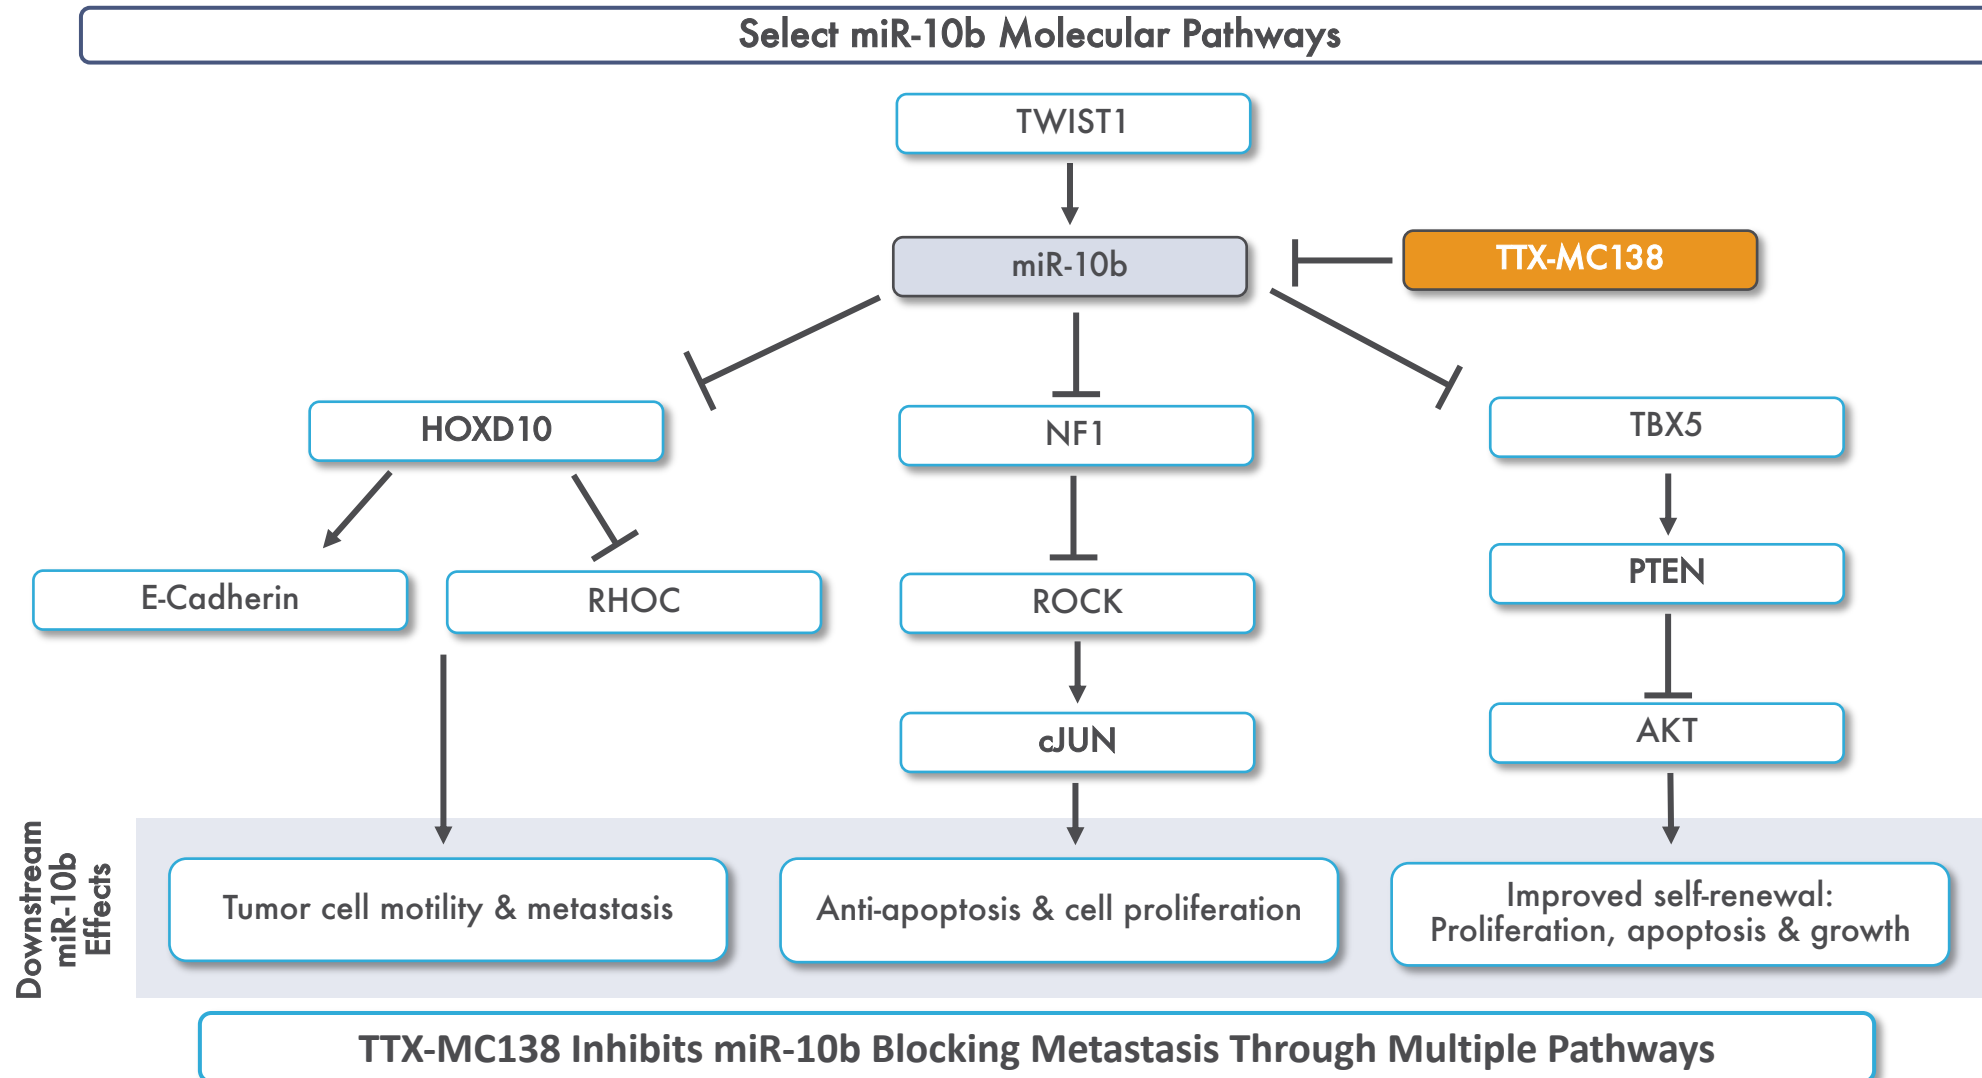 Select miR-10b Molecular Pathways
TWIST1
miR-10b
TTX-MC138
HOXD10
NF1
TBX5
E-Cadherin
RHOC
ROCK
PTEN
cJUN
AKT
Downstream
miR-10b
Effects
Tumor cell motility & metastasis
Anti-apoptosis & cell proliferation
Improved self-renewal:
Proliferation, apoptosis & growth
TTX-MC138 Inhibits miR-10b Blocking Metastasis Through Multiple Pathways